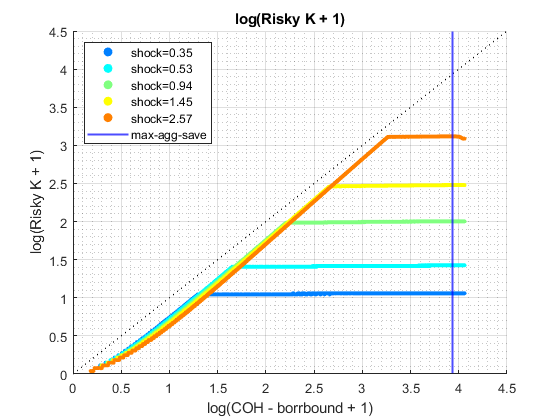 log(Risky K + 1)
4.5
4
3.5
3
2.5
2
1.5
1
0.5
0
log(Risky K + 1)
shock=0.35
shock=0.53
shock=0.94
shock=1.45
shock=2.57
max-agg-save
0 0.5 1 1.5 2 2.5 3 3.5 4 4.5
log(COH - borrbound + 1)